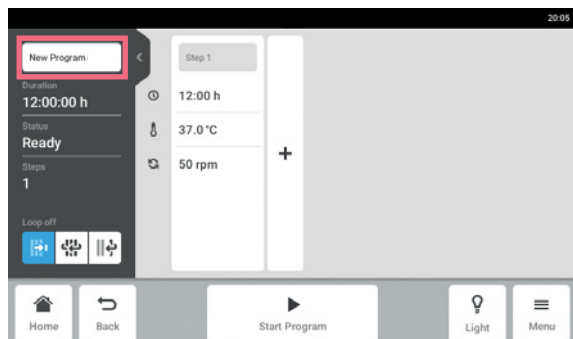 20:05
New Program
Duration
12:00:00 h
Status
Ready
Steps
1
Loop off
Step 1
12:00 h
37.0 °C
50 rpm
+
Home
Back
Start Program
Light
Menu